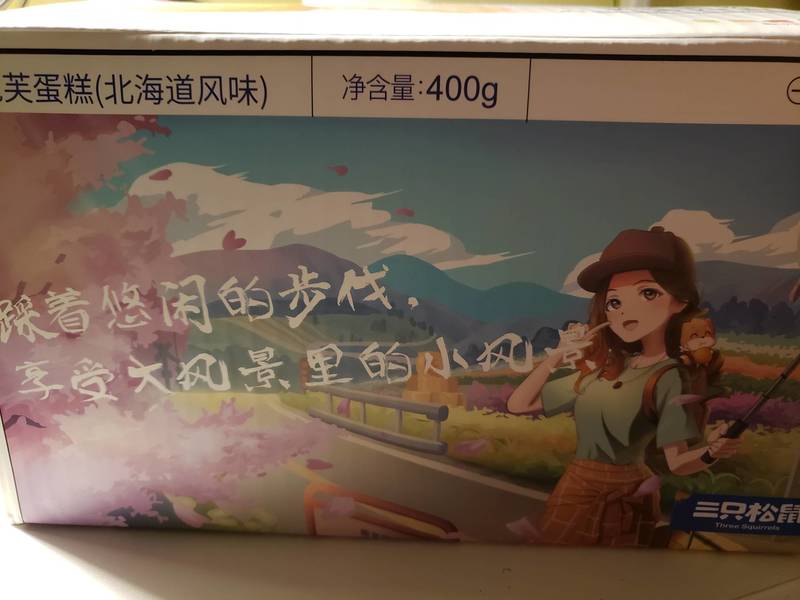 芙蛋糕(北海道风味)
净含量:400g
踩着悠闲的步伐,
享受大风景里的小风景
三只松鼠
Three Squirrels